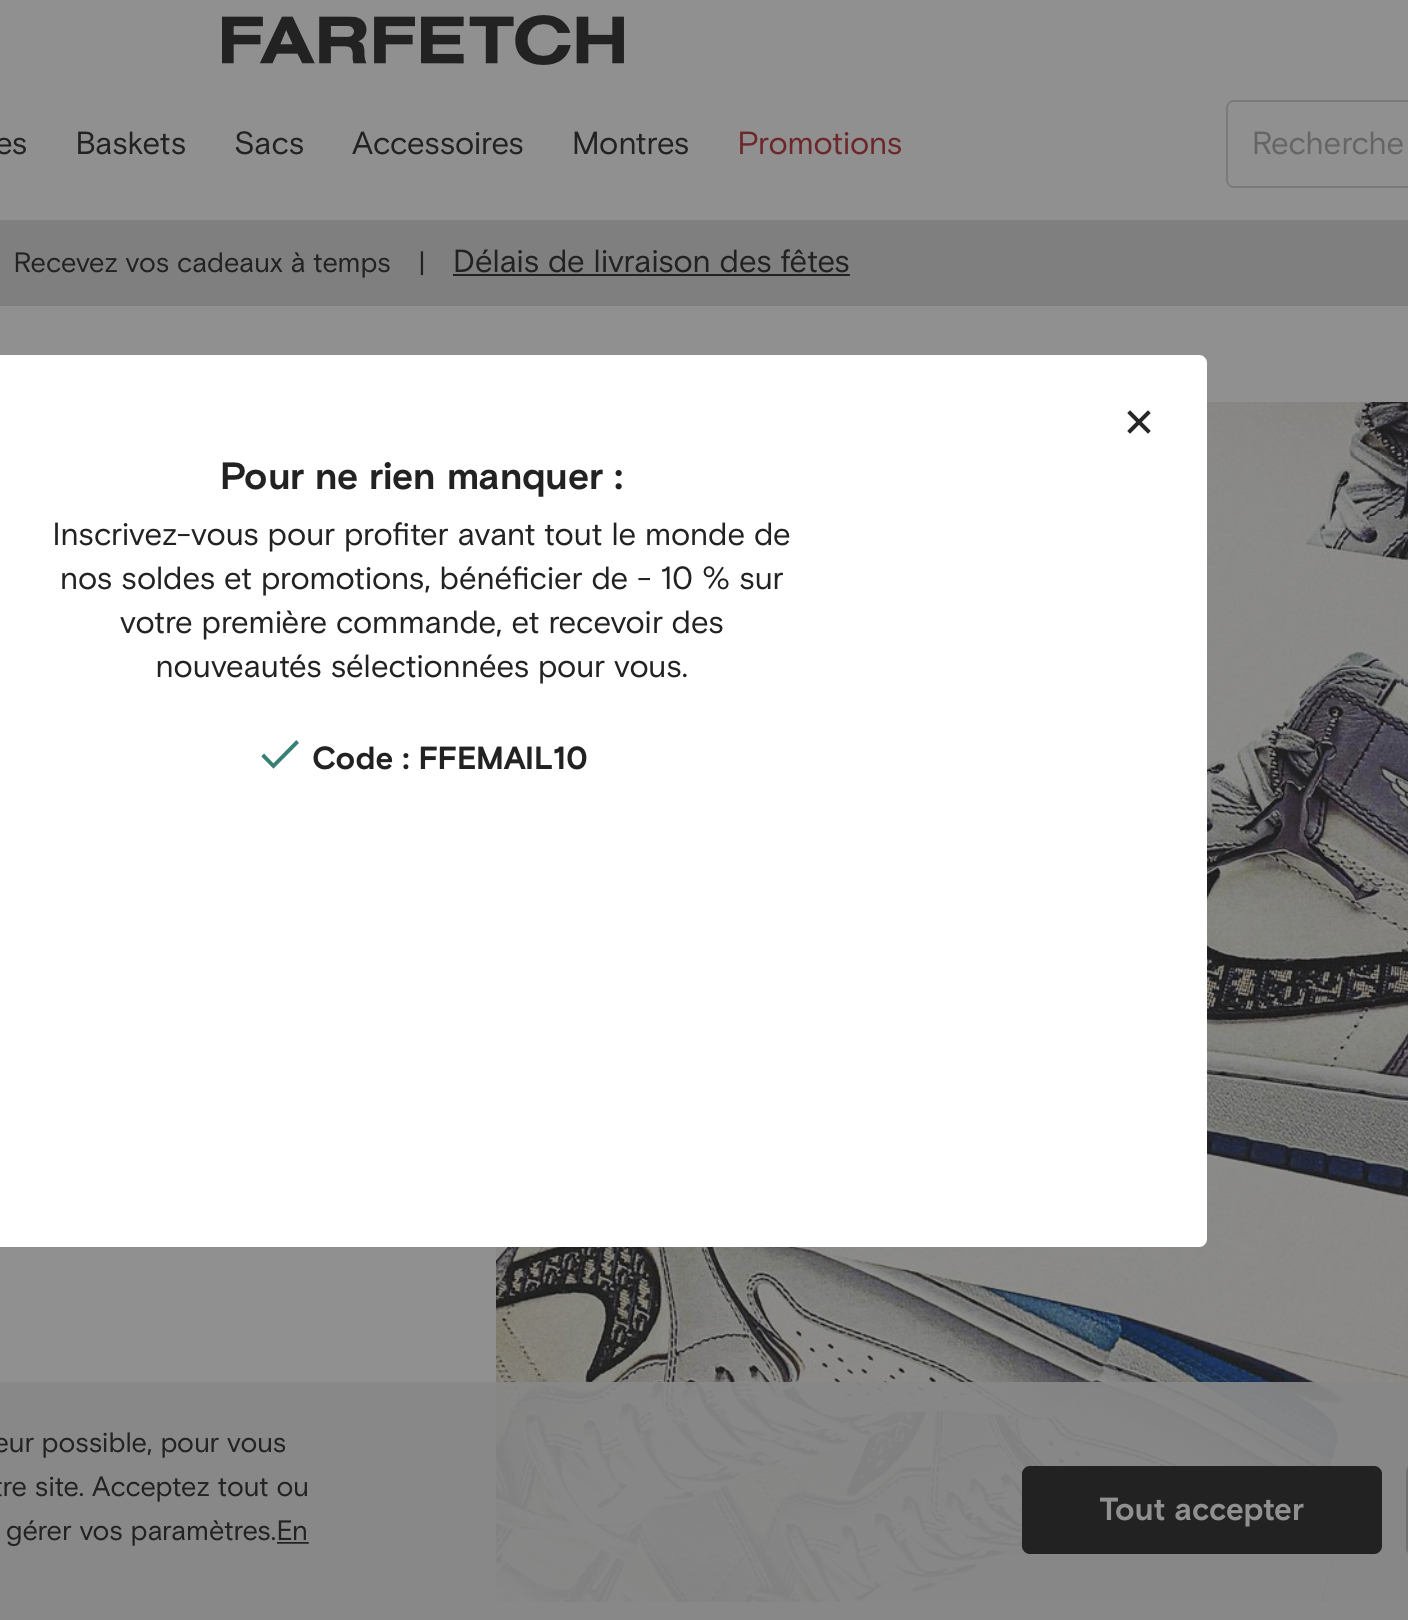 FARFETCH
es Baskets Sacs Accessoires Montres Promotions Recherche
Recevez vos cadeaux à temps | Délais de livraison des fêtes
Pour ne rien manquer :
Inscrivez-vous pour profiter avant tout le monde de
nos soldes et promotions, bénéficier de - 10 % sur
votre première commande, et recevoir des
nouveautés sélectionnées pour vous.
Code : FFEMAIL10
eur possible, pour vous
tre site. Acceptez tout ou
gérer vos paramètres.En
Tout accepter